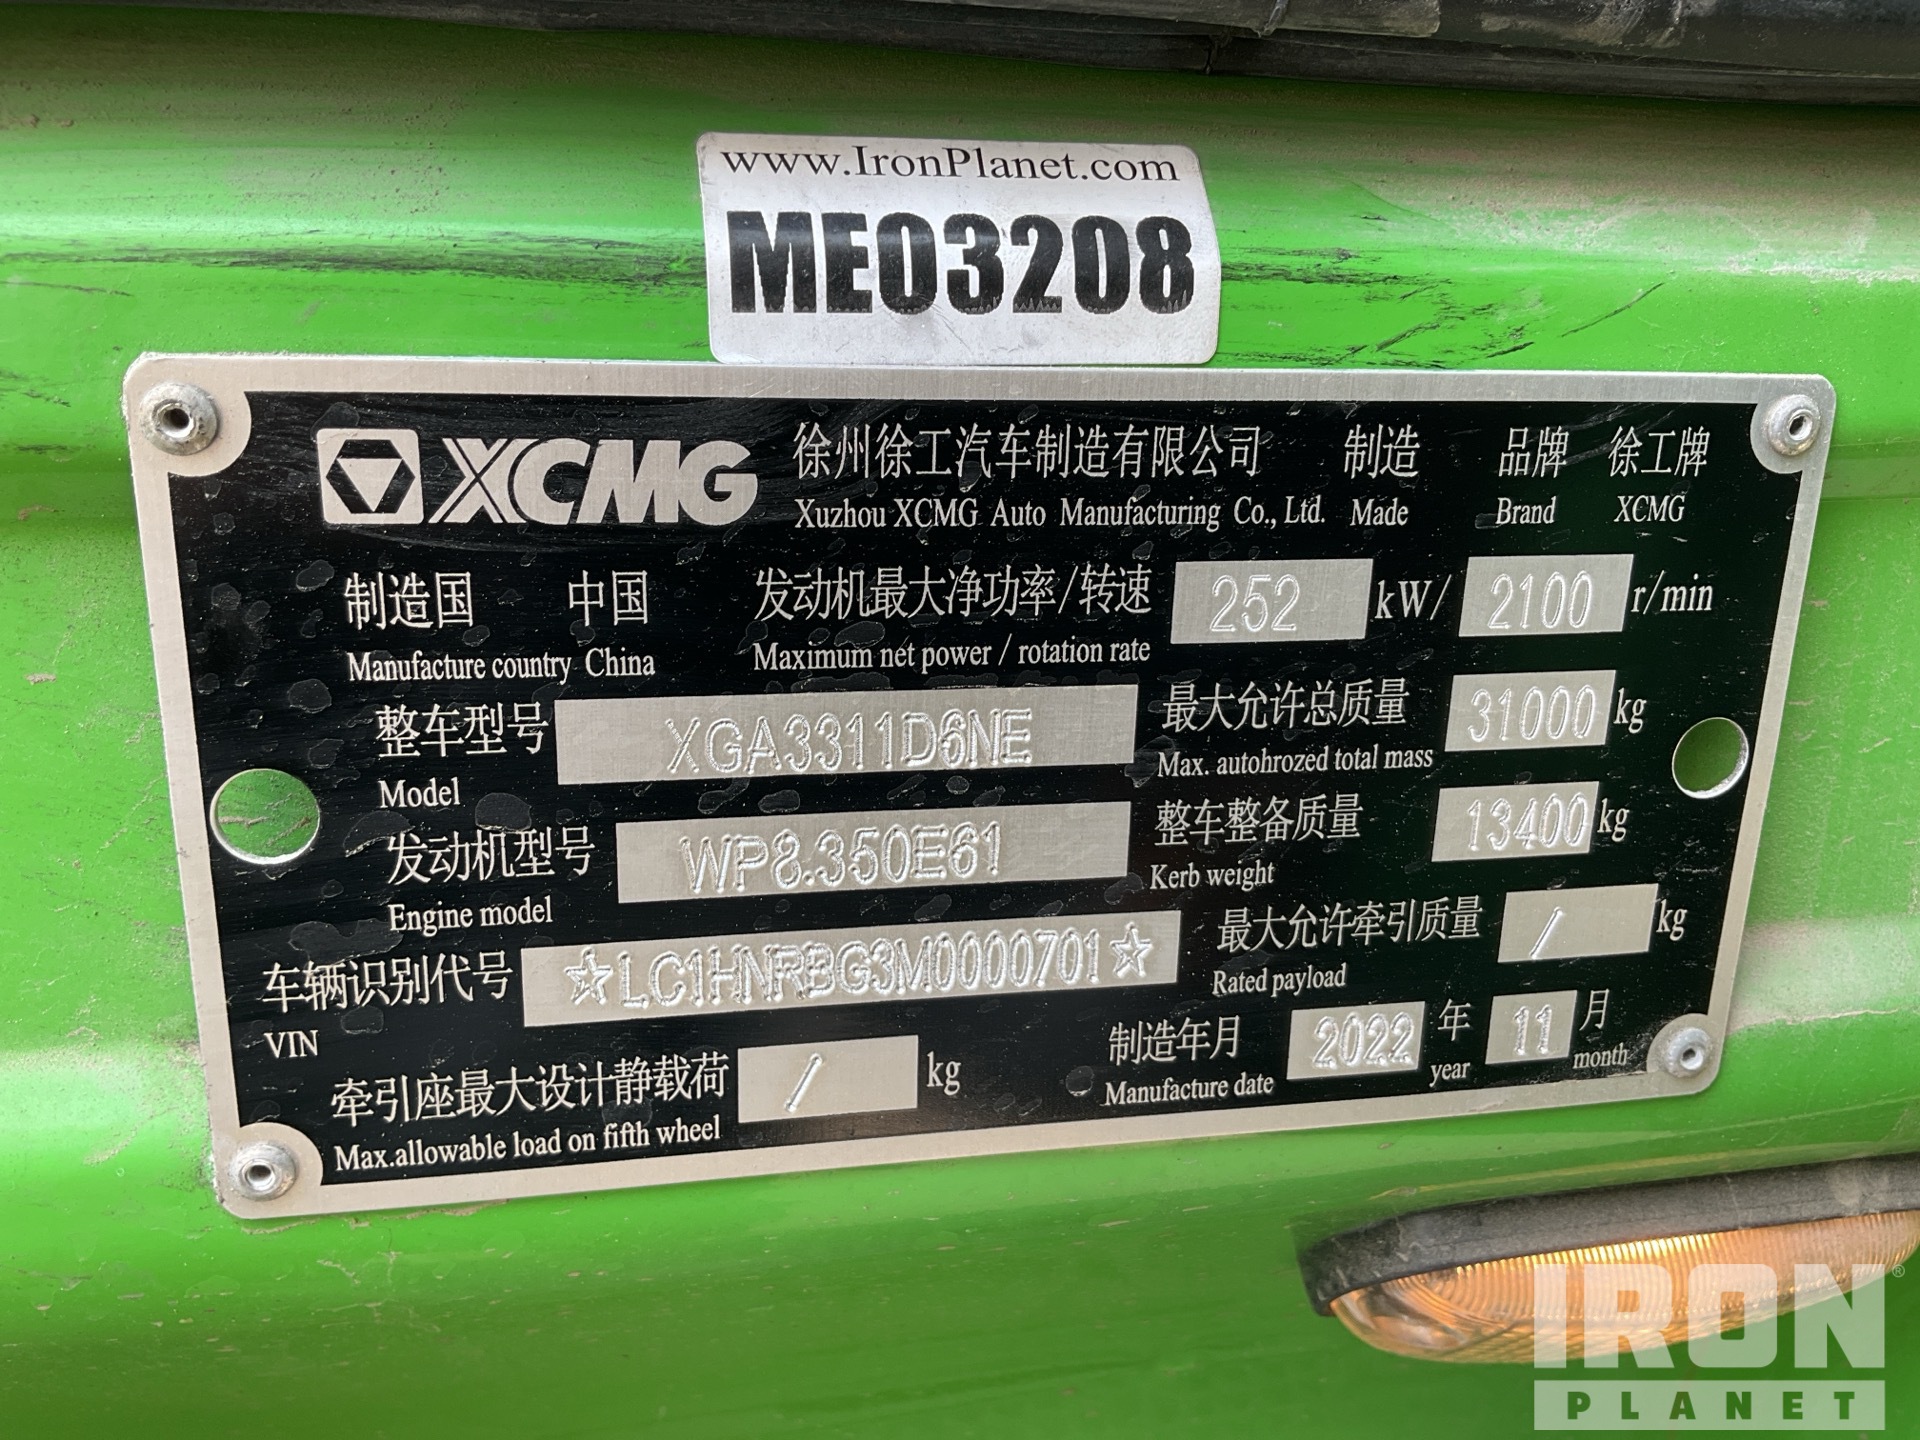 www.IronPlanet.com
ME03208
XCMG 徐州徐工汽车制造有限公司 制造 品牌 徐工牌
Xuzhou XCMG Auto Manufacturing Co., Ltd. Made Brand XCMG
制造国 中国 发动机最大净功率/转速 252 kW/ 2100 r/min
Manufacture country China Maximum net power / rotation rate
整车型号 XGA3311D6NE 最大允许总质量 31000 kg
Model Max. autohrozed total mass
发动机型号 WP8.350E61 整车整备质量 13400 kg
Engine model Kerb weight
车辆识别代号 ☆LC1HNRBG3M0000701☆ 最大允许牵引质量 / kg
VIN Rated payload
牵引座最大设计静载荷 / kg 制造年月 2022 年 11 月
Max.allowable load on fifth wheel Manufacture date year month
IRON®
PLANET